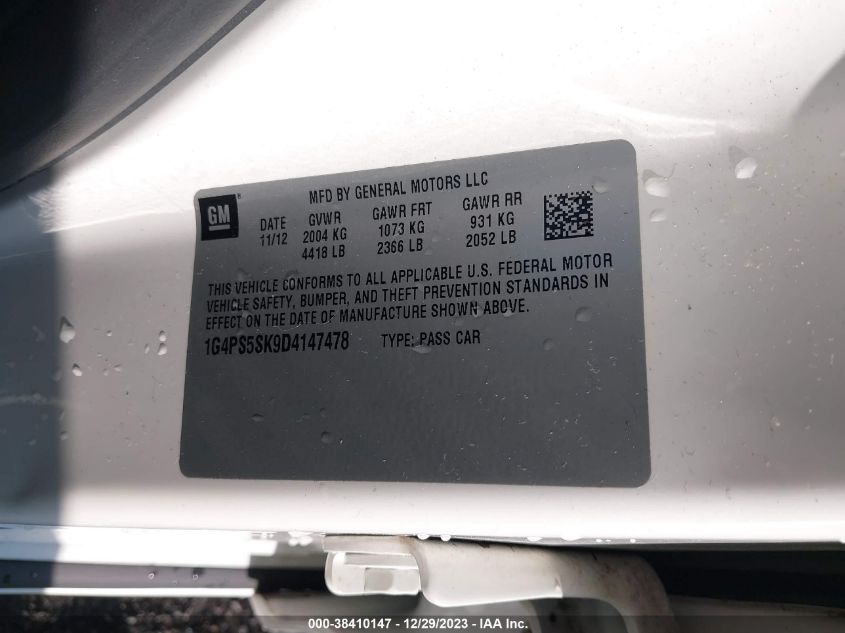 MFD BY GENERAL MOTORS LLC
GM®
DATE GVWR GAWR FRT GAWR RR
11/12 2004 KG 1073 KG 931 KG
4418 LB 2366 LB 2052 LB
THIS VEHICLE CONFORMS TO ALL APPLICABLE U.S. FEDERAL MOTOR
VEHICLE SAFETY, BUMPER, AND THEFT PREVENTION STANDARDS IN
EFFECT ON THE DATE OF MANUFACTURE SHOWN ABOVE.
1G4PS5SK9D4147478 TYPE: PASS CAR
000-38410147 - 12/29/2023 - IAA Inc.